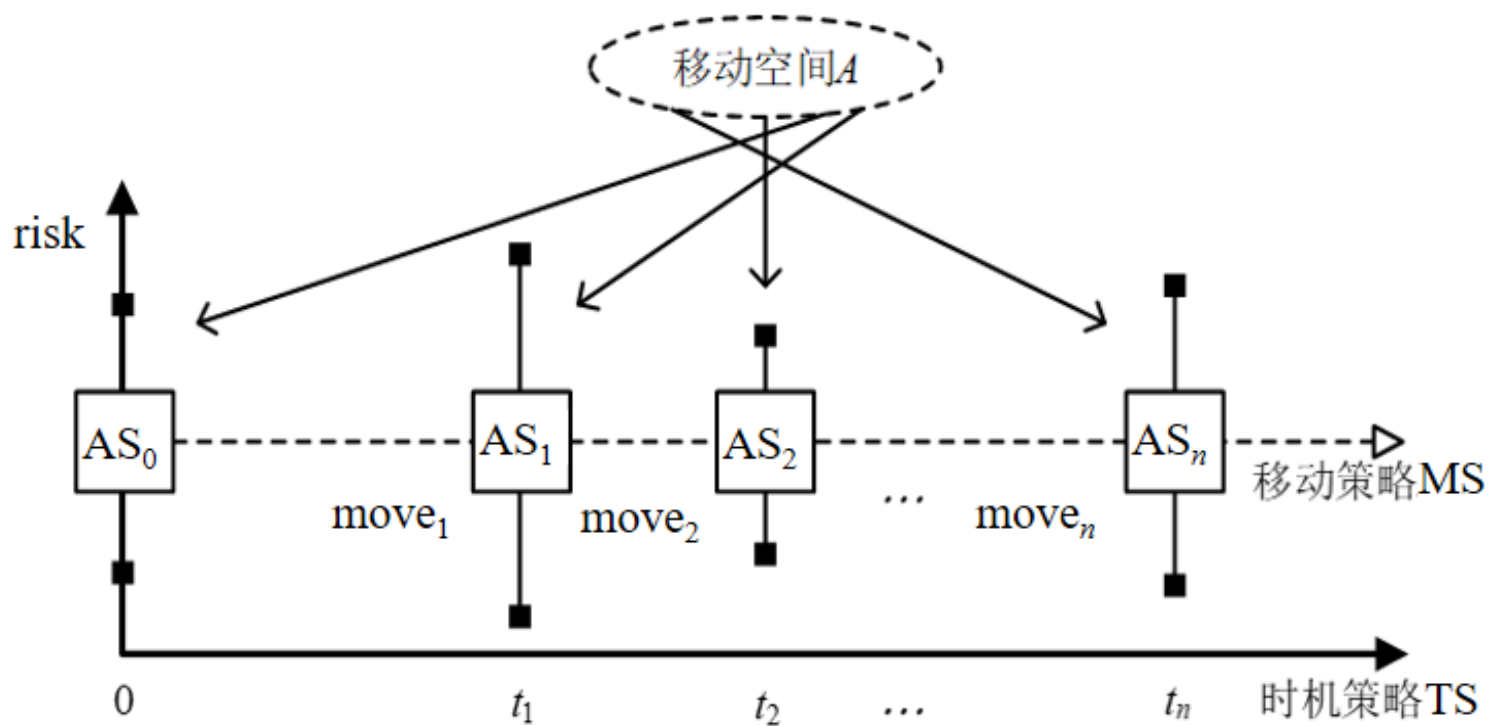 移动空间A
risk
AS₀ AS₁ AS₂ ASₙ
移动策略MS
move₁ move₂ … moveₙ
0 t₁ t₂ … tₙ 时机策略TS